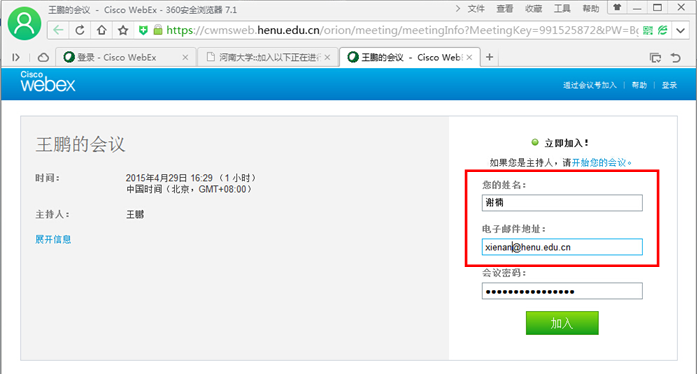 王鹏的会议 - Cisco WebEx - 360安全浏览器 7.1
文件 查看 收藏 工具 帮助
https://cwmsweb.henu.edu.cn/orion/meeting/meetingInfo?MeetingKey=991525872&PW=
登录 - Cisco WebEx
河南大学::加入以下正在进行
王鹏的会议 - Cisco Web
Cisco
webex
通过会议号加入 | 帮助 | 登录
王鹏的会议
时间：
2015年4月29日 16:29 （1 小时）
中国时间（北京，GMT+08:00）
主持人：
王鹏
展开信息
立即加入！
如果您是主持人，请开始您的会议。
您的姓名：
谢楠
电子邮件地址：
xienan@henu.edu.cn
会议密码：
●●●●●●●●●●●●●●●●
加入